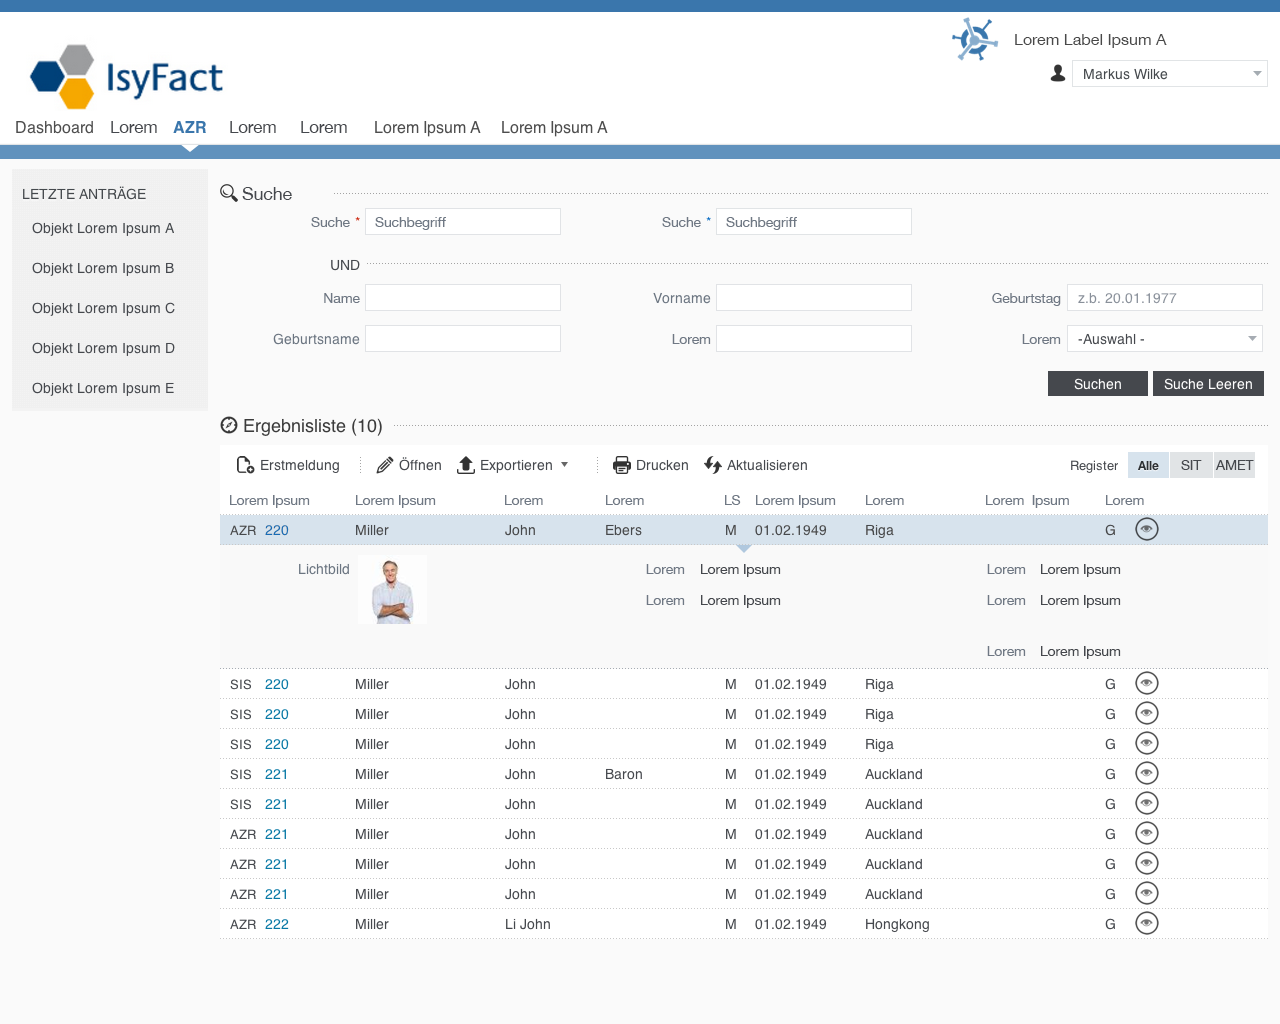 Lorem Label Ipsum A
IsyFact
Markus Wilke
Dashboard Lorem AZR Lorem Lorem Lorem Ipsum A Lorem Ipsum A
LETZTE ANTRÄGE
Objekt Lorem Ipsum A
Objekt Lorem Ipsum B
Objekt Lorem Ipsum C
Objekt Lorem Ipsum D
Objekt Lorem Ipsum E
Suche
Suche * Suchbegriff Suche * Suchbegriff
UND
Name Vorname Geburtstag z.b. 20.01.1977
Geburtsname Lorem Lorem -Auswahl -
Suchen Suche Leeren
Ergebnisliste (10)
Erstmeldung Öffnen Exportieren Drucken Aktualisieren Register Alle SIT AMET
Lorem Ipsum Lorem Ipsum Lorem Lorem LS Lorem Ipsum Lorem Lorem Ipsum Lorem
AZR 220 Miller John Ebers M 01.02.1949 Riga G
Lichtbild Lorem Lorem Ipsum Lorem Lorem Ipsum
Lorem Lorem Ipsum Lorem Lorem Ipsum
Lorem Lorem Ipsum
SIS 220 Miller John M 01.02.1949 Riga G
SIS 220 Miller John M 01.02.1949 Riga G
SIS 220 Miller John M 01.02.1949 Riga G
SIS 221 Miller John Baron M 01.02.1949 Auckland G
SIS 221 Miller John M 01.02.1949 Auckland G
AZR 221 Miller John M 01.02.1949 Auckland G
AZR 221 Miller John M 01.02.1949 Auckland G
AZR 221 Miller John M 01.02.1949 Auckland G
AZR 222 Miller Li John M 01.02.1949 Hongkong G